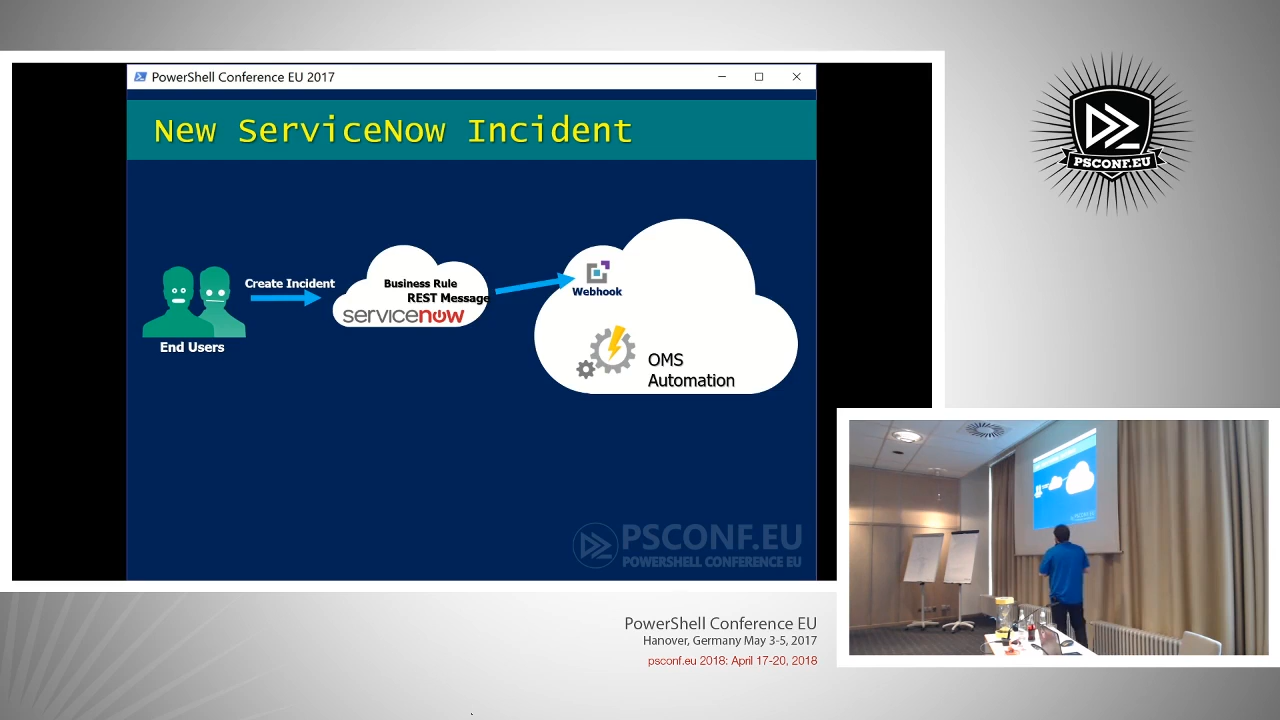 PowerShell Conference EU 2017
New ServiceNow Incident
Create Incident
End Users
Business Rule
REST Message
servicenow
Webhook
OMS
Automation
PSCONF.EU
POWERSHELL CONFERENCE EU
PSCONF.EU
PowerShell Conference EU
Hanover, Germany May 3-5, 2017
psconf.eu 2018: April 17-20, 2018